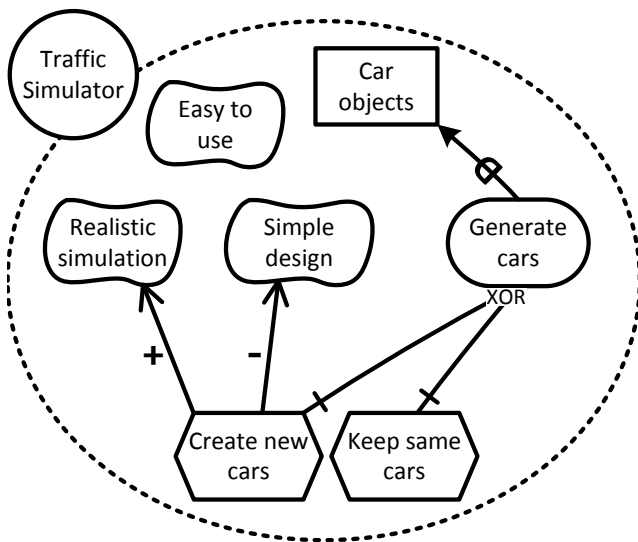 Traffic
Simulator
Easy to
use
Car
objects
Realistic
simulation
Simple
design
Generate
cars
XOR
+
-
Create new
cars
Keep same
cars